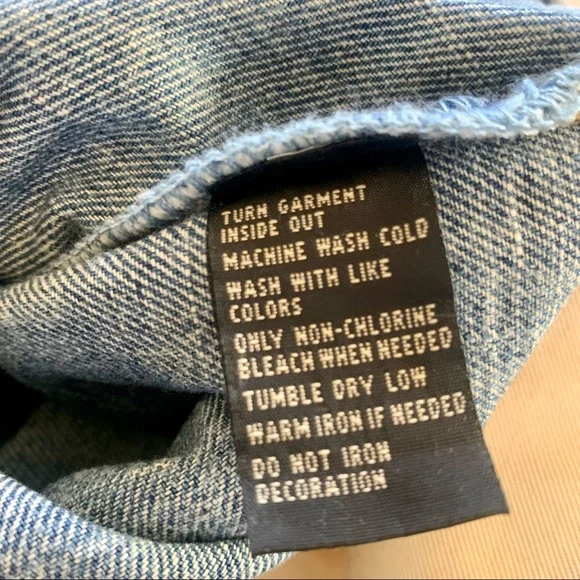 TURN GARMENT
INSIDE OUT
MACHINE WASH COLD
WASH WITH LIKE
COLORS
ONLY NON-CHLORINE
BLEACH WHEN NEEDED
TUMBLE DRY LOW
WARM IRON IF NEEDED
DO NOT IRON
DECORATION